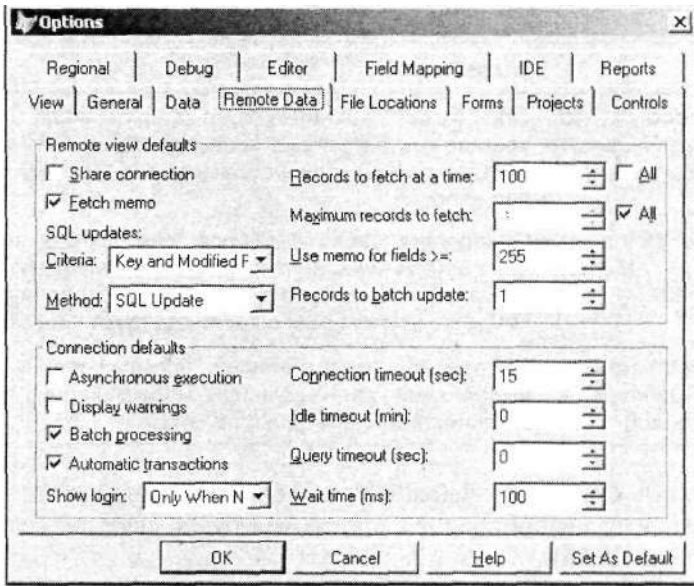 Options
Regional Debug Editor Field Mapping IDE Reports
View General Data Remote Data File Locations Forms Projects Controls
Remote view defaults
Share connection
Records to fetch at a time: 100 All
Fetch memo
Maximum records to fetch: All
SQL updates:
Criteria: Key and Modified F
Use memo for fields >=: 255
Method: SQL Update
Records to batch update: 1
Connection defaults
Asynchronous execution
Connection timeout (sec): 15
Display warnings
Idle timeout (min): 0
Batch processing
Query timeout (sec): 0
Automatic transactions
Show login: Only When N
Wait time (ms): 100
OK Cancel Help Set As Default